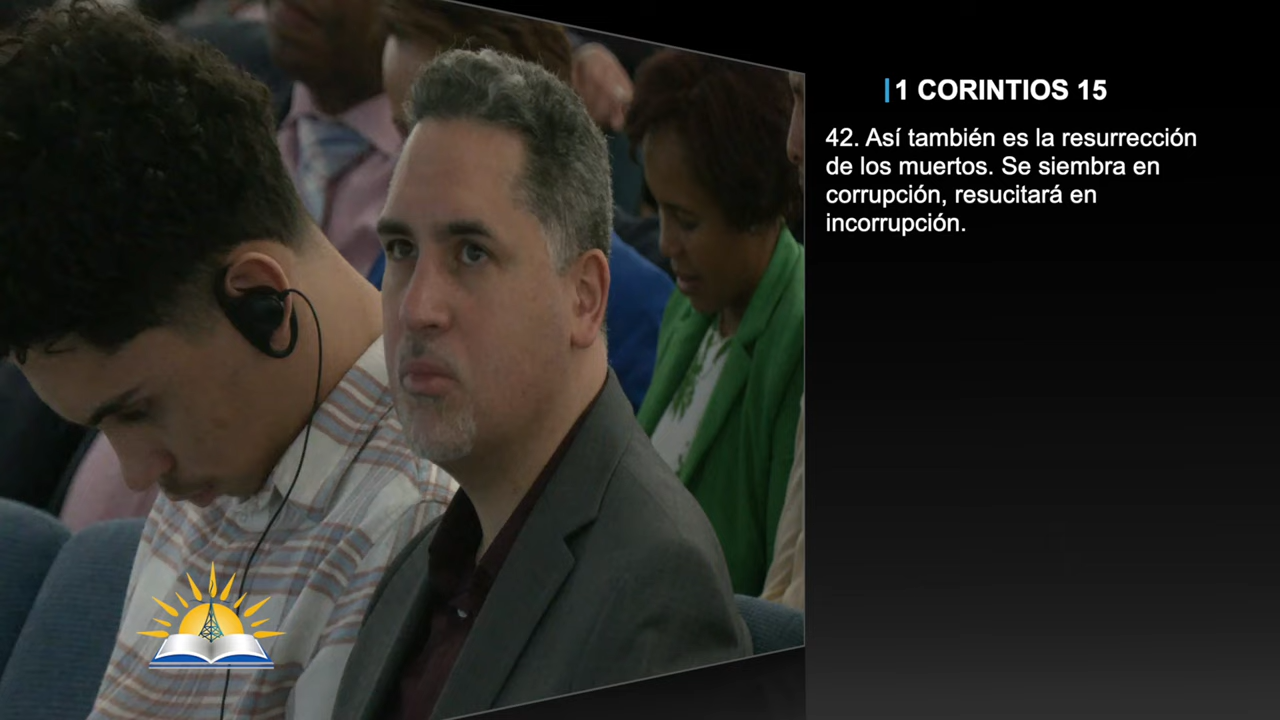 1 CORINTIOS 15
42. Así también es la resurrección
de los muertos. Se siembra en
corrupción, resucitará en
incorrupción.